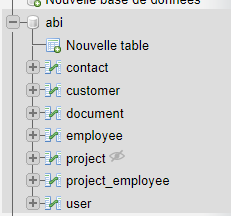 Nouvelle base de données
abi
Nouvelle table
contact
customer
document
employee
project
project_employee
user